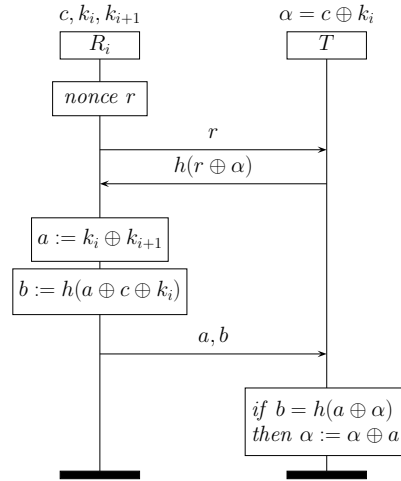 c, k_i, k_{i+1}
α = c ⊕ k_i
R_i
T
nonce r
r
h(r ⊕ α)
a := k_i ⊕ k_{i+1}
b := h(a ⊕ c ⊕ k_i)
a, b
if b = h(a ⊕ α)
then α := α ⊕ a